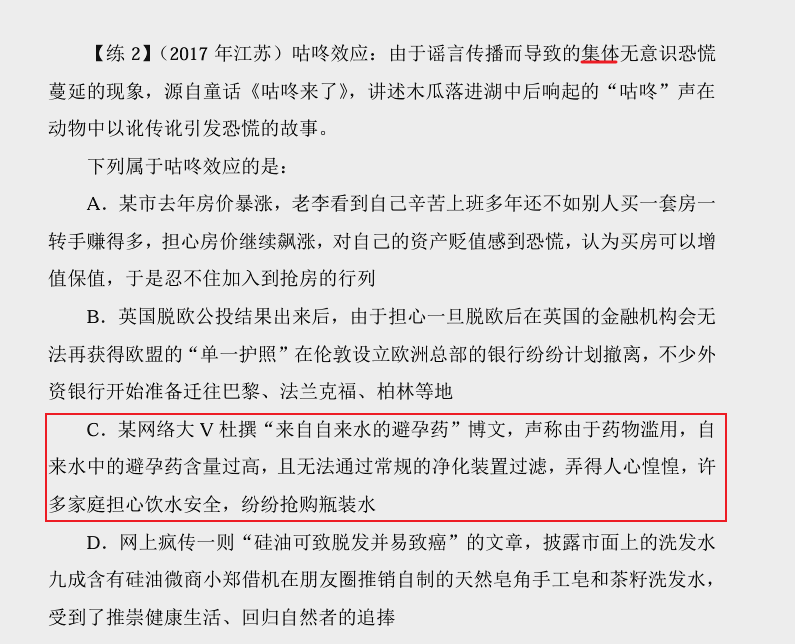 【练 2】(2017 年江苏) 咕咚效应：由于谣言传播而导致的集体无意识恐慌
蔓延的现象，源自童话《咕咚来了》，讲述木瓜落进湖中后响起的“咕咚”声在
动物中以讹传讹引发恐慌的故事。
下列属于咕咚效应的是：
A．某市去年房价暴涨，老李看到自己辛苦上班多年还不如别人买一套房一
转手赚得多，担心房价继续飙涨，对自己的资产贬值感到恐慌，认为买房可以增
值保值，于是忍不住加入到抢房的行列
B．英国脱欧公投结果出来后，由于担心一旦脱欧后在英国的金融机构会无
法再获得欧盟的“单一护照”在伦敦设立欧洲总部的银行纷纷计划撤离，不少外
资银行开始准备迁往巴黎、法兰克福、柏林等地
C．某网络大 V 杜撰“来自自来水的避孕药”博文，声称由于药物滥用，自
来水中的避孕药含量过高，且无法通过常规的净化装置过滤，弄得人心惶惶，许
多家庭担心饮水安全，纷纷抢购瓶装水
D．网上疯传一则“硅油可致脱发并易致癌”的文章，披露市面上的洗发水
九成含有硅油微商小郑借机在朋友圈推销自制的天然皂角手工皂和茶籽洗发水，
受到了推崇健康生活、回归自然者的追捧